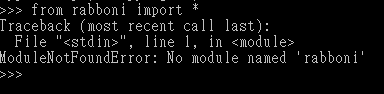 >>> from rabboni import *
Traceback (most recent call last):
  File "<stdin>", line 1, in <module>
ModuleNotFoundError: No module named 'rabboni'
>>>